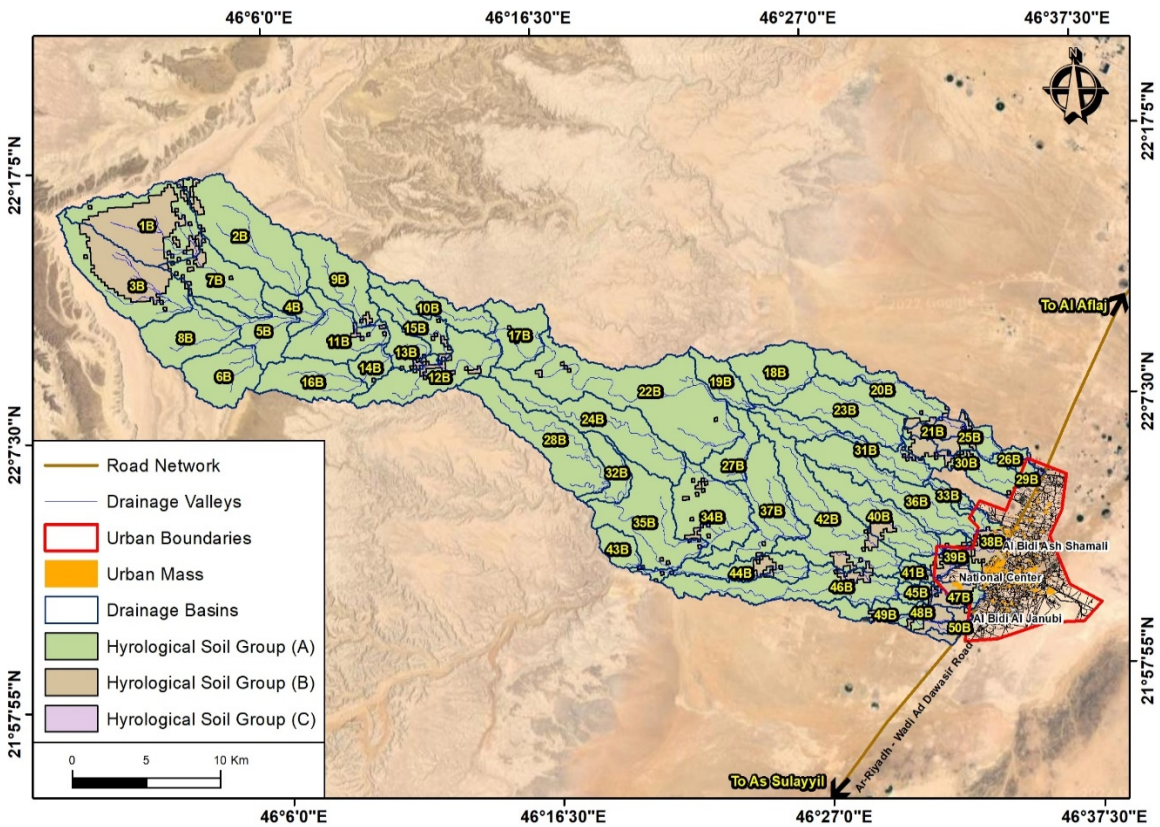 46°6'0"E
46°16'30"E
46°27'0"E
46°37'30"E
N
22°17'5"N
22°17'5"N
1B
2B
3B
7B
9B
4B
10B
To Al Aflaj
8B
5B
11B
15B
17B
13B
14B
12B
6B
16B
18B
19B
20B
22B
22°7'30"N
23B
24B
21B
25B
28B
31B
26B
30B
22°7'30"N
27B
32B
29B
36B
33B
37B
34B
42B
40B
35B
38B
Al Bidi Ash Shamali
43B
39B
44B
41B
National Center
46B
45B
47B
49B
48B
Al Bidi Al Janubi
50B
21°57'55"N
21°57'55"N
Ar-Riyadh - Wadi Ad Dawasir Road
To As Sulayyil
Road Network
Drainage Valleys
Urban Boundaries
Urban Mass
Drainage Basins
Hyrological Soil Group (A)
Hyrological Soil Group (B)
Hyrological Soil Group (C)
0 5 10 Km
46°6'0"E
46°16'30"E
46°27'0"E
46°37'30"E